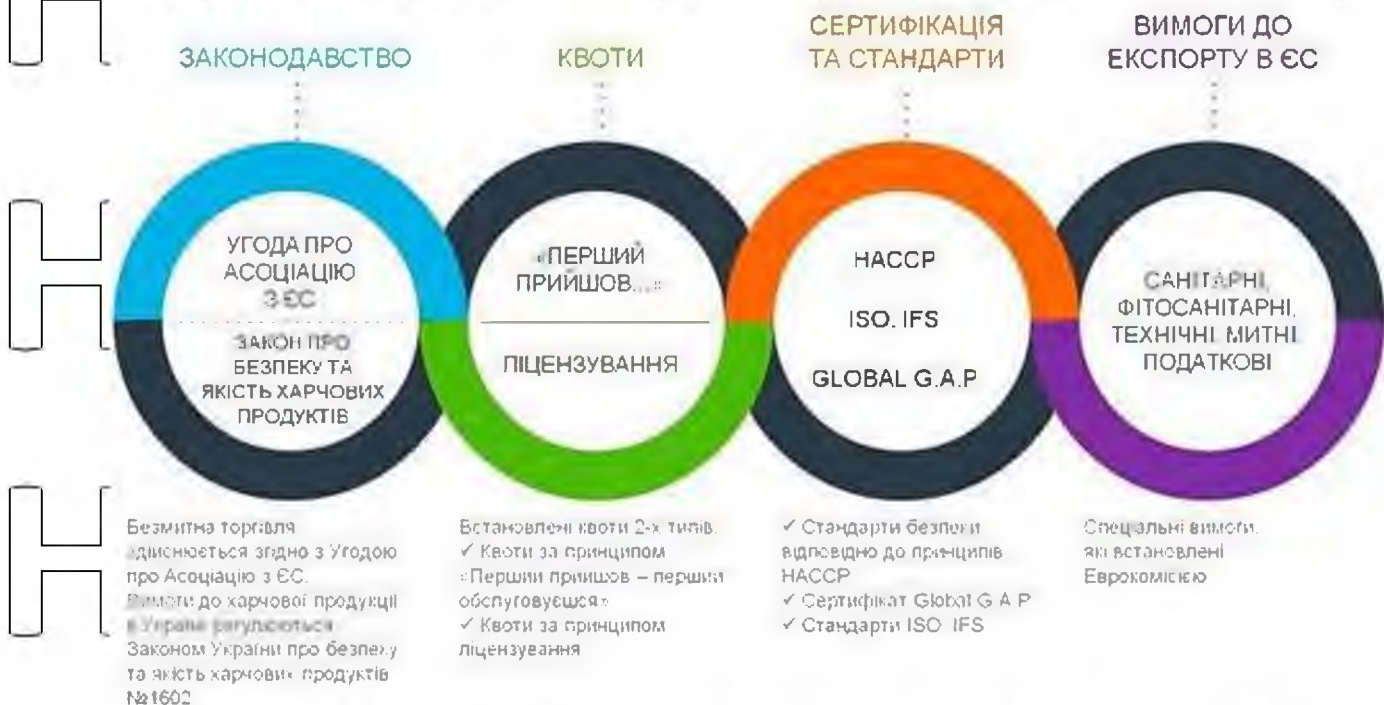 ЗАКОНОДАВСТВО
КВОТИ
СЕРТИФІКАЦІЯ
ТА СТАНДАРТИ
ВИМОГИ ДО
ЕКСПОРТУ В ЄС
УГОДА ПРО
АСОЦІАЦІЮ
З ЄС
ЗАКОН ПРО
БЕЗПЕКУ ТА
ЯКІСТЬ ХАРЧОВИХ
ПРОДУКТІВ
«ПЕРШИЙ
ПРИЙШОВ...»
ЛІЦЕНЗУВАННЯ
HACCP
ISO. IFS
GLOBAL G.A.P
САНІТАРНІ,
ФІТОСАНІТАРНІ,
ТЕХНІЧНІ, МИТНІ
ПОДАТКОВІ
Безмитна торгівля
здійснюється згідно з Угодою
про Асоціацію з ЄС.
Вимоги до харчової продукції
в Україні регулюються
Законом України про безпеку
та якість харчових продуктів
№1602
Встановлені квоти 2-х типів.
✓ Квоти за принципом
«Перший прийшов – перший
обслуговуєшся»
✓ Квоти за принципом
ліцензування
✓ Стандарти безпеки
відповідно до принципів
HACCP
✓ Сертифікат Global G.A.P
✓ Стандарти ISO. IFS
Спеціальні вимоги,
які встановлені
Еврокомісією